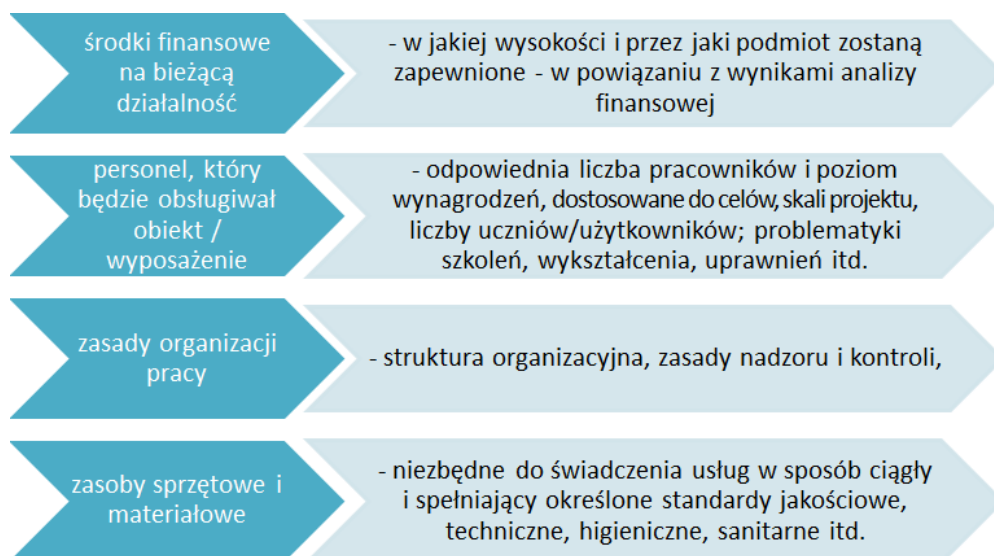 środki finansowe
na bieżącą
działalność
- w jakiej wysokości i przez jaki podmiot zostaną
zapewnione - w powiązaniu z wynikami analizy
finansowej
personel, który
będzie obsługiwał
obiekt /
wyposażenie
- odpowiednia liczba pracowników i poziom
wynagrodzeń, dostosowane do celów, skali projektu,
liczby uczniów/użytkowników; problematyki
szkoleń, wykształcenia, uprawnień itd.
zasady organizacji
pracy
- struktura organizacyjna, zasady nadzoru i kontroli,
zasoby sprzętowe i
materiałowe
- niezbędne do świadczenia usług w sposób ciągły
i spełniający określone standardy jakościowe,
techniczne, higieniczne, sanitarne itd.